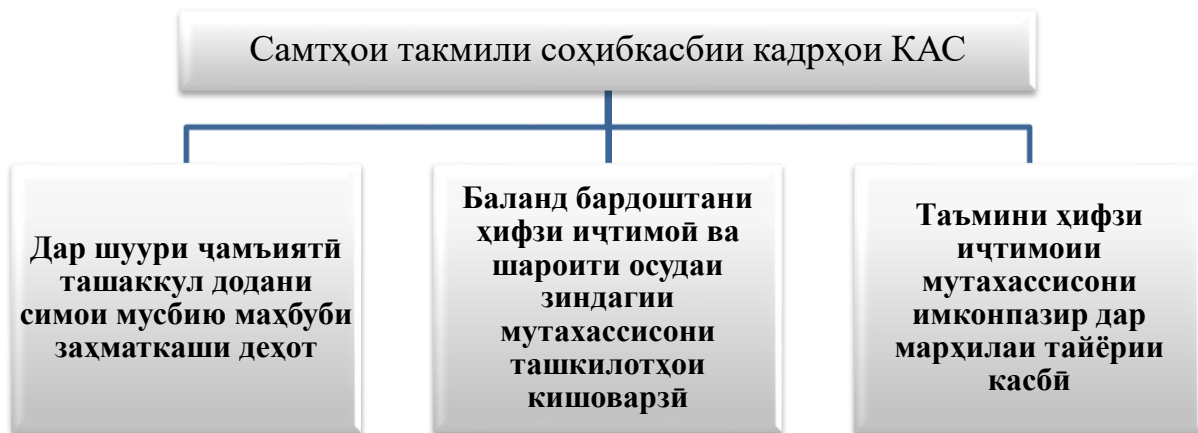 Самтҳои такмили соҳибкасбии кадрҳои КАС
Дар шуури ҷамъиятӣ
ташаккул додани
симои мусбию маҳбуби
заҳматкаши деҳот
Баланд бардоштани
ҳифзи иҷтимоӣ ва
шароити осудаи
зиндагии
мутахассисони
ташкилотҳои
кишоварзӣ
Таъмини ҳифзи
иҷтимоии
мутахассисони
имконпазир дар
марҳилаи тайёрии
касбӣ